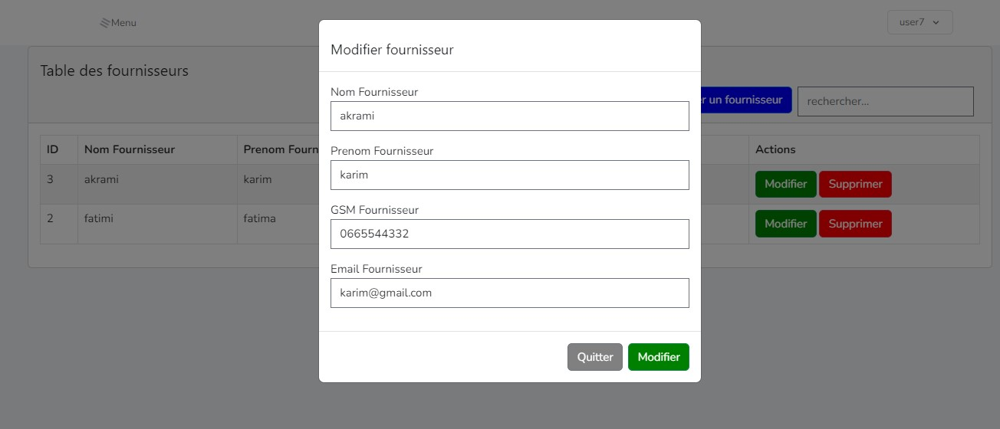 Menu
user7
Table des fournisseurs
r un fournisseur
rechercher...
ID Nom Fournisseur Prenom Fourn Actions
3 akrami karim Modifier Supprimer
2 fatimi fatima Modifier Supprimer
Modifier fournisseur
Nom Fournisseur
akrami
Prenom Fournisseur
karim
GSM Fournisseur
0665544332
Email Fournisseur
karim@gmail.com
Quitter Modifier